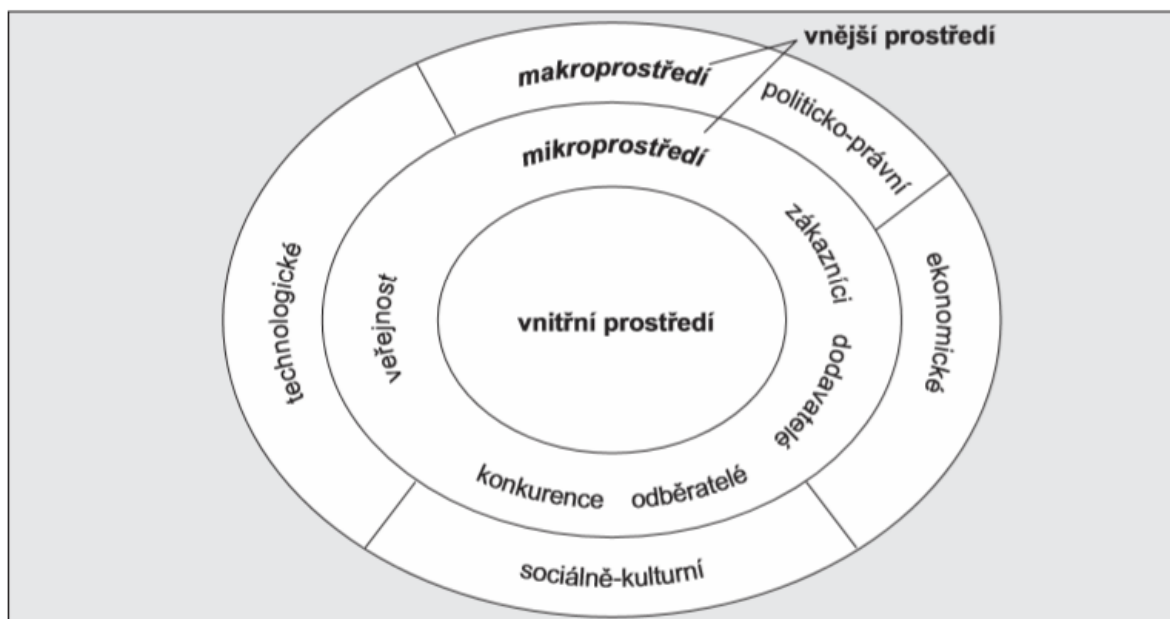 vnější prostředí
makroprostředí
politicko-právní
mikroprostředí
zákazníci
ekonomické
technologické
veřejnost
vnitřní prostředí
dodavatelé
konkurence
odběratelé
sociálně-kulturní